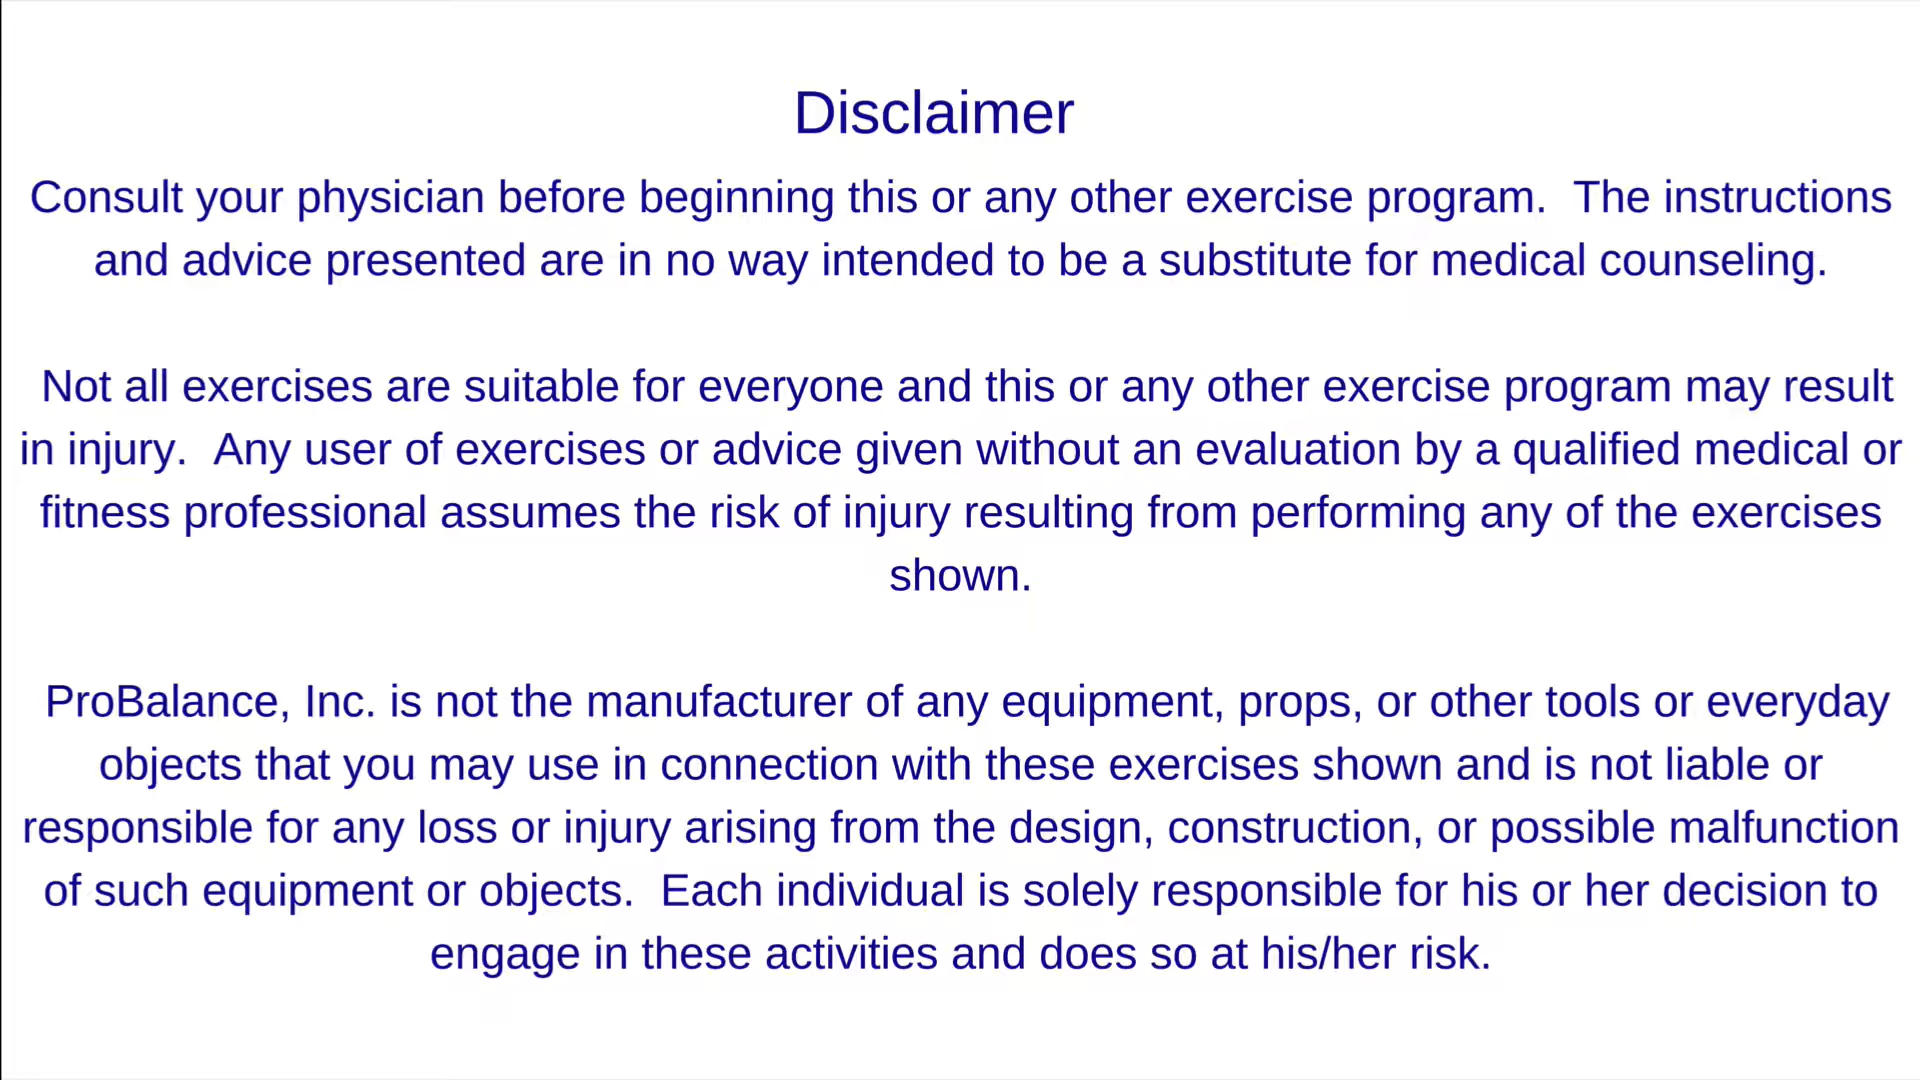 Disclaimer
Consult your physician before beginning this or any other exercise program.  The instructions
and advice presented are in no way intended to be a substitute for medical counseling.
Not all exercises are suitable for everyone and this or any other exercise program may result
in injury.  Any user of exercises or advice given without an evaluation by a qualified medical or
fitness professional assumes the risk of injury resulting from performing any of the exercises
shown.
ProBalance, Inc. is not the manufacturer of any equipment, props, or other tools or everyday
objects that you may use in connection with these exercises shown and is not liable or
responsible for any loss or injury arising from the design, construction, or possible malfunction
of such equipment or objects.  Each individual is solely responsible for his or her decision to
engage in these activities and does so at his/her risk.